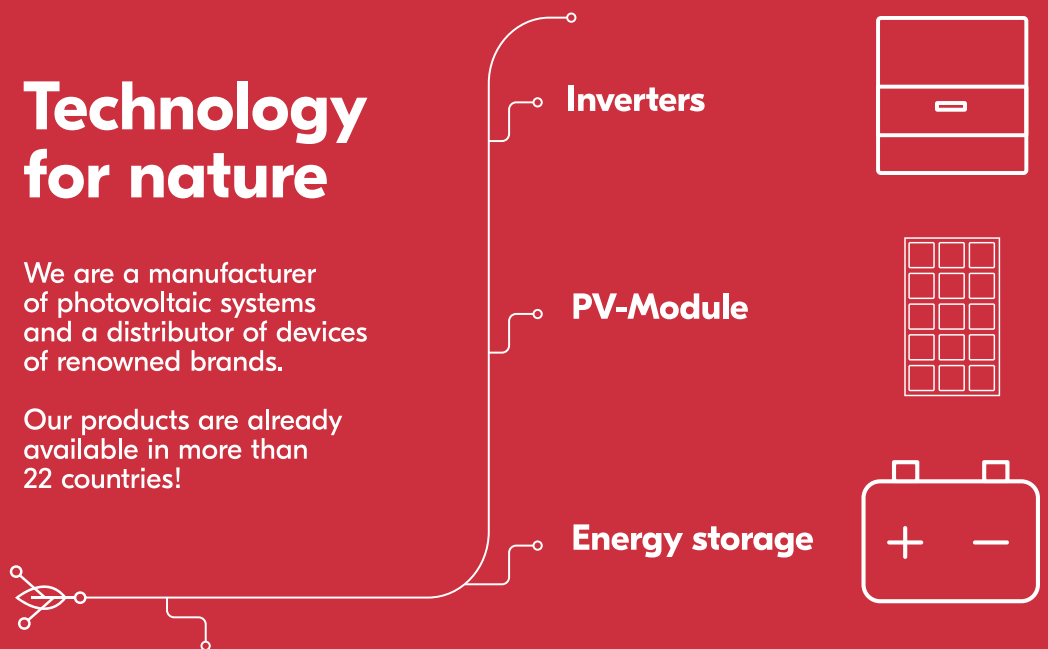 Technology
for nature
We are a manufacturer
of photovoltaic systems
and a distributor of devices
of renowned brands.
Our products are already
available in more than
22 countries!
Inverters
PV-Module
Energy storage